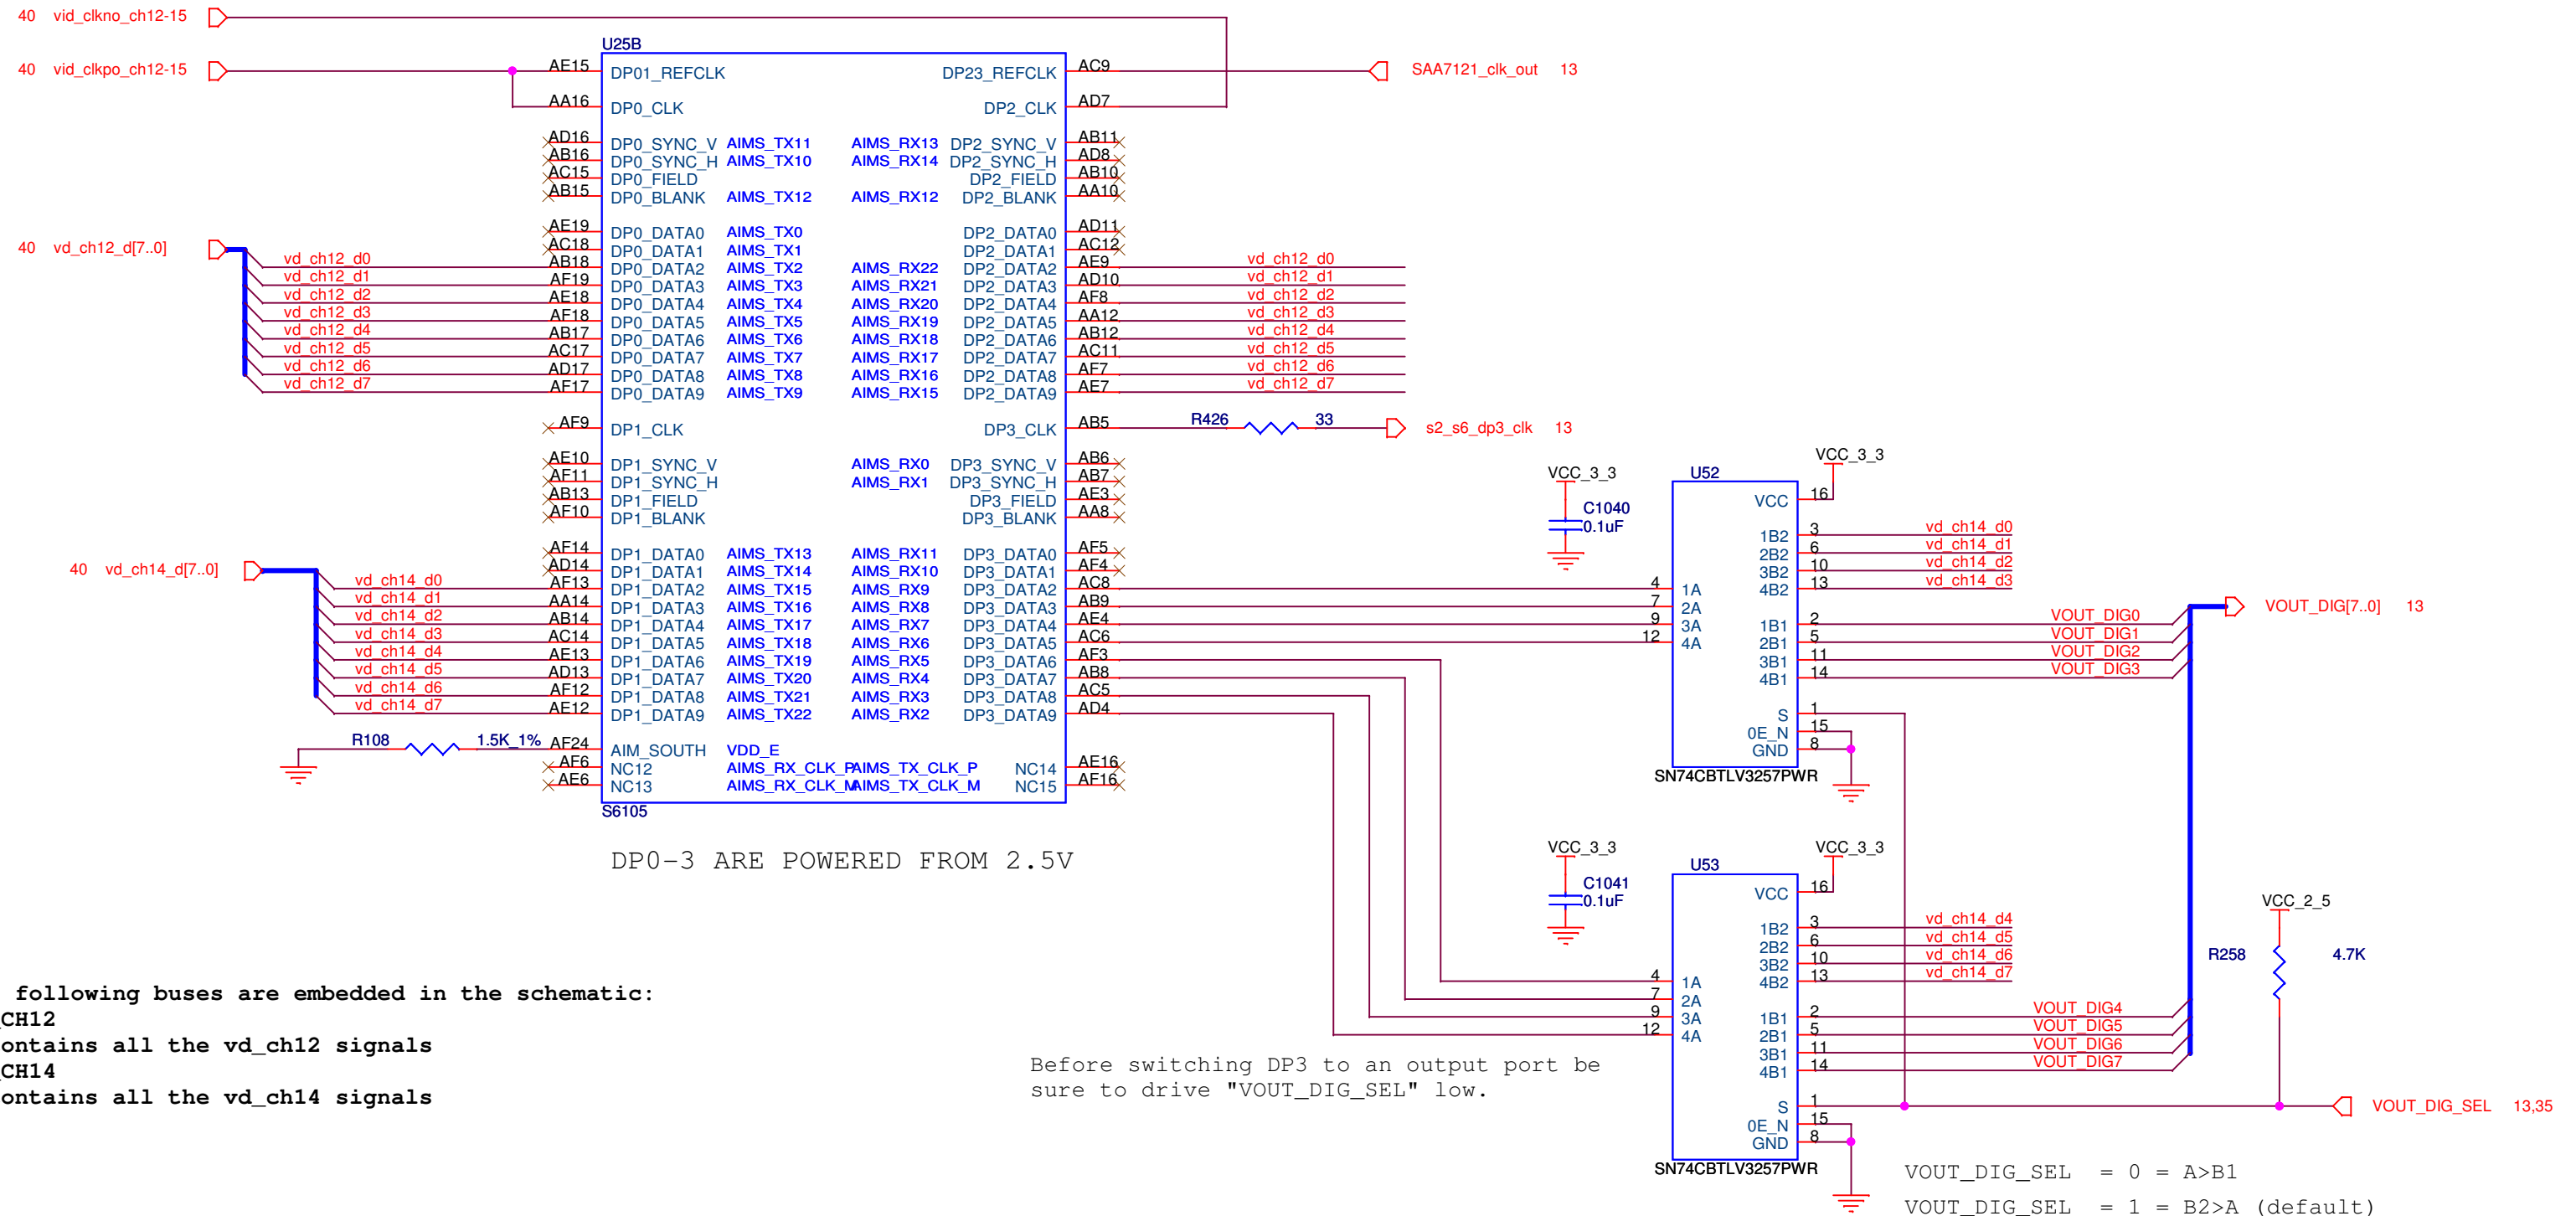 40 vid_clkno_ch12-15
40 vid_clkpo_ch12-15
U25B
AE15 DP01_REFCLK DP23_REFCLK AC9 SAA7121_clk_out 13
AA16 DP0_CLK DP2_CLK AD7
AD16 DP0_SYNC_V AIMS_TX11 AIMS_RX13 DP2_SYNC_V AB11
AB16 DP0_SYNC_H AIMS_TX10 AIMS_RX14 DP2_SYNC_H AD8
AC15 DP0_FIELD DP2_FIELD AB10
AB15 DP0_BLANK AIMS_TX12 AIMS_RX12 DP2_BLANK AA10
AE19 DP0_DATA0 AIMS_TX0 DP2_DATA0 AD11
40 vd_ch12_d[7..0] AC18 DP0_DATA1 AIMS_TX1 DP2_DATA1 AC12
vd_ch12_d0 AB18 DP0_DATA2 AIMS_TX2 AIMS_RX22 DP2_DATA2 AE9 vd_ch12_d0
vd_ch12_d1 AF19 DP0_DATA3 AIMS_TX3 AIMS_RX21 DP2_DATA3 AD10 vd_ch12_d1
vd_ch12_d2 AE18 DP0_DATA4 AIMS_TX4 AIMS_RX20 DP2_DATA4 AF8 vd_ch12_d2
vd_ch12_d3 AF18 DP0_DATA5 AIMS_TX5 AIMS_RX19 DP2_DATA5 AA12 vd_ch12_d3
vd_ch12_d4 AB17 DP0_DATA6 AIMS_TX6 AIMS_RX18 DP2_DATA6 AB12 vd_ch12_d4
vd_ch12_d5 AC17 DP0_DATA7 AIMS_TX7 AIMS_RX17 DP2_DATA7 AC11 vd_ch12_d5
vd_ch12_d6 AD17 DP0_DATA8 AIMS_TX8 AIMS_RX16 DP2_DATA8 AF7 vd_ch12_d6
vd_ch12_d7 AF17 DP0_DATA9 AIMS_TX9 AIMS_RX15 DP2_DATA9 AE7 vd_ch12_d7
AF9 DP1_CLK DP3_CLK AB5 R426 33 s2_s6_dp3_clk 13
AE10 DP1_SYNC_V AIMS_RX0 DP3_SYNC_V AB6
AF11 DP1_SYNC_H AIMS_RX1 DP3_SYNC_H AB7
AB13 DP1_FIELD DP3_FIELD AE3
AF10 DP1_BLANK DP3_BLANK AA8
AF14 DP1_DATA0 AIMS_TX13 AIMS_RX11 DP3_DATA0 AF5
40 vd_ch14_d[7..0] AD14 DP1_DATA1 AIMS_TX14 AIMS_RX10 DP3_DATA1 AF4
vd_ch14_d0 AF13 DP1_DATA2 AIMS_TX15 AIMS_RX9 DP3_DATA2 AC8
vd_ch14_d1 AA14 DP1_DATA3 AIMS_TX16 AIMS_RX8 DP3_DATA3 AB9
vd_ch14_d2 AB14 DP1_DATA4 AIMS_TX17 AIMS_RX7 DP3_DATA4 AE4
vd_ch14_d3 AC14 DP1_DATA5 AIMS_TX18 AIMS_RX6 DP3_DATA5 AC6
vd_ch14_d4 AE13 DP1_DATA6 AIMS_TX19 AIMS_RX5 DP3_DATA6 AF3
vd_ch14_d5 AD13 DP1_DATA7 AIMS_TX20 AIMS_RX4 DP3_DATA7 AB8
vd_ch14_d6 AF12 DP1_DATA8 AIMS_TX21 AIMS_RX3 DP3_DATA8 AC5
vd_ch14_d7 AE12 DP1_DATA9 AIMS_TX22 AIMS_RX2 DP3_DATA9 AD4
R108 1.5K_1% AF24 AIM_SOUTH VDD_E
AF6 NC12 AIMS_RX_CLK_P AIMS_TX_CLK_P NC14 AE16
AE6 NC13 AIMS_RX_CLK_M AIMS_TX_CLK_M NC15 AF16
S6105
DP0-3 ARE POWERED FROM 2.5V
VCC_3_3
C1040
0.1uF
U52
VCC_3_3
VCC 16
1B2 3 vd_ch14_d0
2B2 6 vd_ch14_d1
3B2 10 vd_ch14_d2
4 1A 4B2 13 vd_ch14_d3
7 2A
9 3A 1B1 2 VOUT_DIG0
12 4A 2B1 5 VOUT_DIG1
3B1 11 VOUT_DIG2
4B1 14 VOUT_DIG3
VOUT_DIG[7..0] 13
S 1
0E_N 15
GND 8
SN74CBTLV3257PWR
VCC_3_3
C1041
0.1uF
U53
VCC_3_3
VCC 16
1B2 3 vd_ch14_d4
2B2 6 vd_ch14_d5
3B2 10 vd_ch14_d6
4 1A 4B2 13 vd_ch14_d7
7 2A
9 3A 1B1 2 VOUT_DIG4
12 4A 2B1 5 VOUT_DIG5
3B1 11 VOUT_DIG6
4B1 14 VOUT_DIG7
S 1
0E_N 15
GND 8
SN74CBTLV3257PWR
VCC_2_5
R258 4.7K
VOUT_DIG_SEL 13,35
following buses are embedded in the schematic:
_CH12
ontains all the vd_ch12 signals
_CH14
ontains all the vd_ch14 signals
Before switching DP3 to an output port be
sure to drive "VOUT_DIG_SEL" low.
VOUT_DIG_SEL = 0 = A>B1
VOUT_DIG_SEL = 1 = B2>A (default)